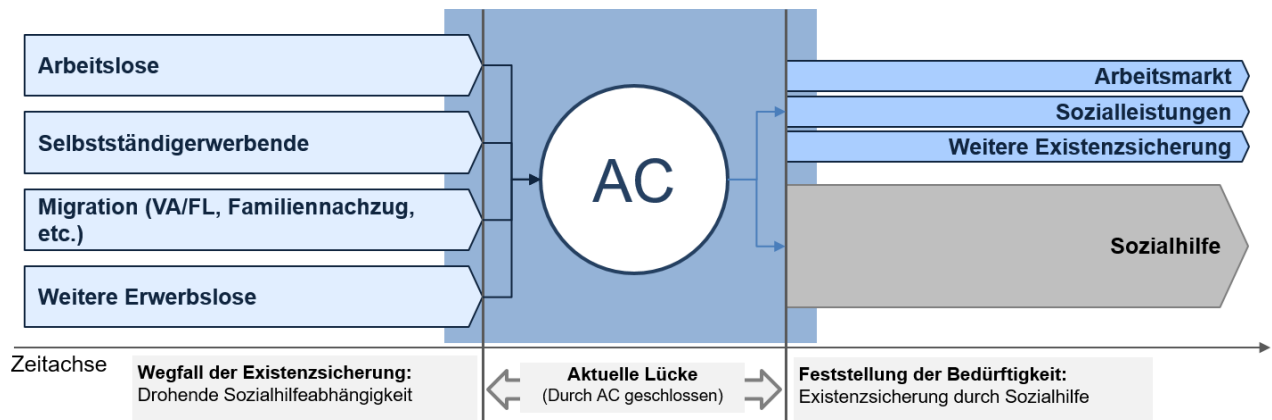 Arbeitslose
Selbstständigerwerbende
Migration (VA/FL, Familiennachzug,
etc.)
Weitere Erwerbslose
AC
Arbeitsmarkt
Sozialleistungen
Weitere Existenzsicherung
Sozialhilfe
Zeitachse
Wegfall der Existenzsicherung:
Drohende Sozialhilfeabhängigkeit
Aktuelle Lücke
(Durch AC geschlossen)
Feststellung der Bedürftigkeit:
Existenzsicherung durch Sozialhilfe